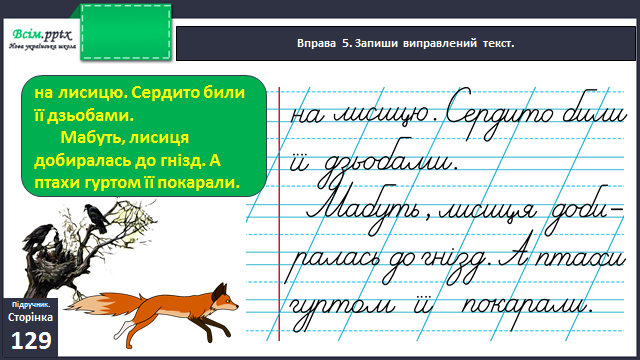 Всім.pptx
Нова українська школа
Вправа 5. Запиши виправлений текст.
на лисицю. Сердито били
її дзьобами.
Мабуть, лисиця
добиралась до гнізд. А
птахи гуртом її покарали.
на лисицю. Сердито били
її дзьобами.
Мабуть, лисиця доби-
ралась до гнізд. А птахи
гуртом її покарали.
Підручник.
Сторінка
129